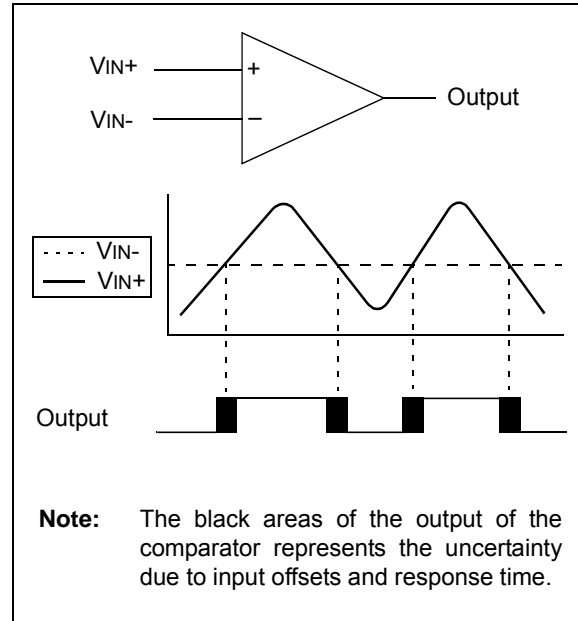 VIN+
+
Output
VIN-
–
VIN-
VIN+
Output
Note: The black areas of the output of the
comparator represents the uncertainty
due to input offsets and response time.